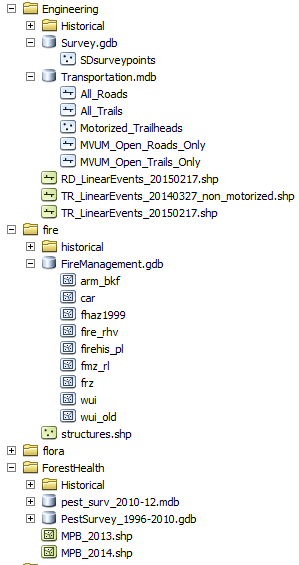 Engineering
Historical
Survey.gdb
SDsurveypoints
Transportation.mdb
All_Roads
All_Trails
Motorized_Trailheads
MVUM_Open_Roads_Only
MVUM_Open_Trails_Only
RD_LinearEvents_20150217.shp
TR_LinearEvents_20140327_non_motorized.shp
TR_LinearEvents_20150217.shp
fire
historical
FireManagement.gdb
arm_bkf
car
fhaz1999
fire_rhv
firehis_pl
fmz_rl
frz
wui
wui_old
structures.shp
flora
ForestHealth
Historical
pest_surv_2010-12.mdb
PestSurvey_1996-2010.gdb
MPB_2013.shp
MPB_2014.shp